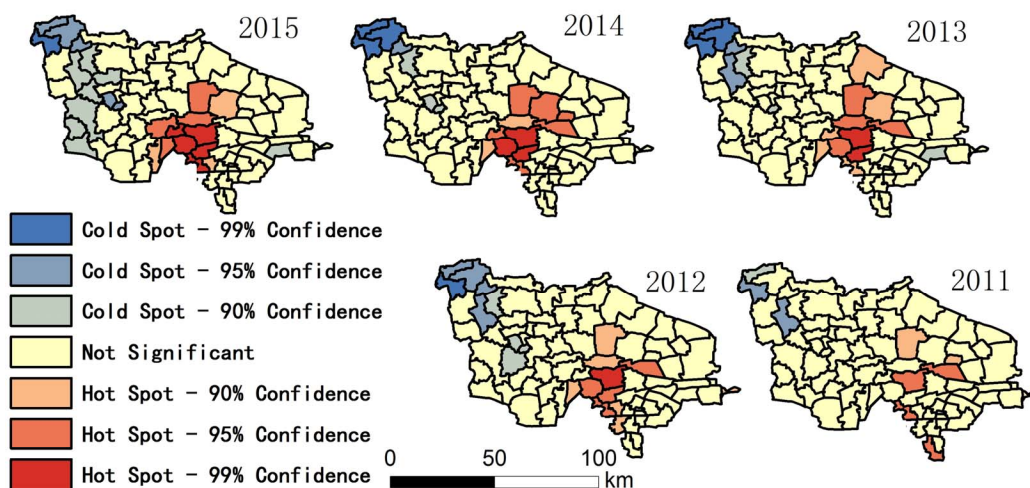 2015
2014
2013
Cold Spot - 99% Confidence
Cold Spot - 95% Confidence
Cold Spot - 90% Confidence
Not Significant
Hot Spot - 90% Confidence
Hot Spot - 95% Confidence
Hot Spot - 99% Confidence
2012
2011
0 50 100
km